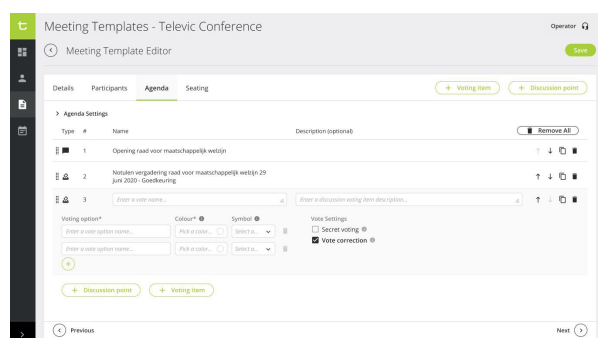 Meeting Templates - Televic Conference
Operator
Meeting Template Editor
Save
Details Participants Agenda Seating + Voting item + Discussion point
Agenda Settings
Type # Name Description (optional) Remove All
1 Opening raad voor maatschappelijk welzijn
2 Notulen vergadering raad voor maatschappelijk welzijn 29
juni 2020 - Goedkeuring
3 Enter a vote name... Enter a discussion voting item description...
Voting option* Colour* Symbol Vote Settings
Enter a vote option name... Pick a color... Select a... Secret voting
Vote correction
Enter a vote option name... Pick a color... Select a...
+ Discussion point + Voting item
Previous Next